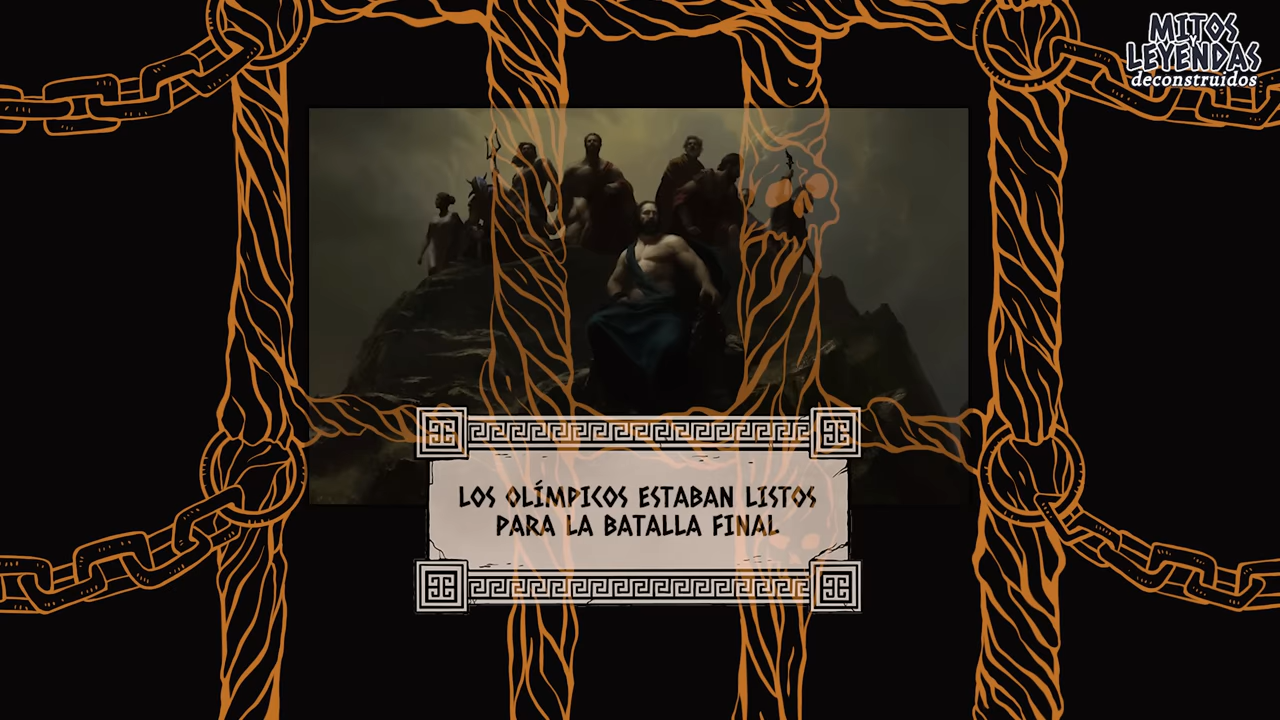 MITOS
LEYENDAS
deconstruidos
LOS OLÍMPICOS ESTABAN LISTOS
PARA LA BATALLA FINAL